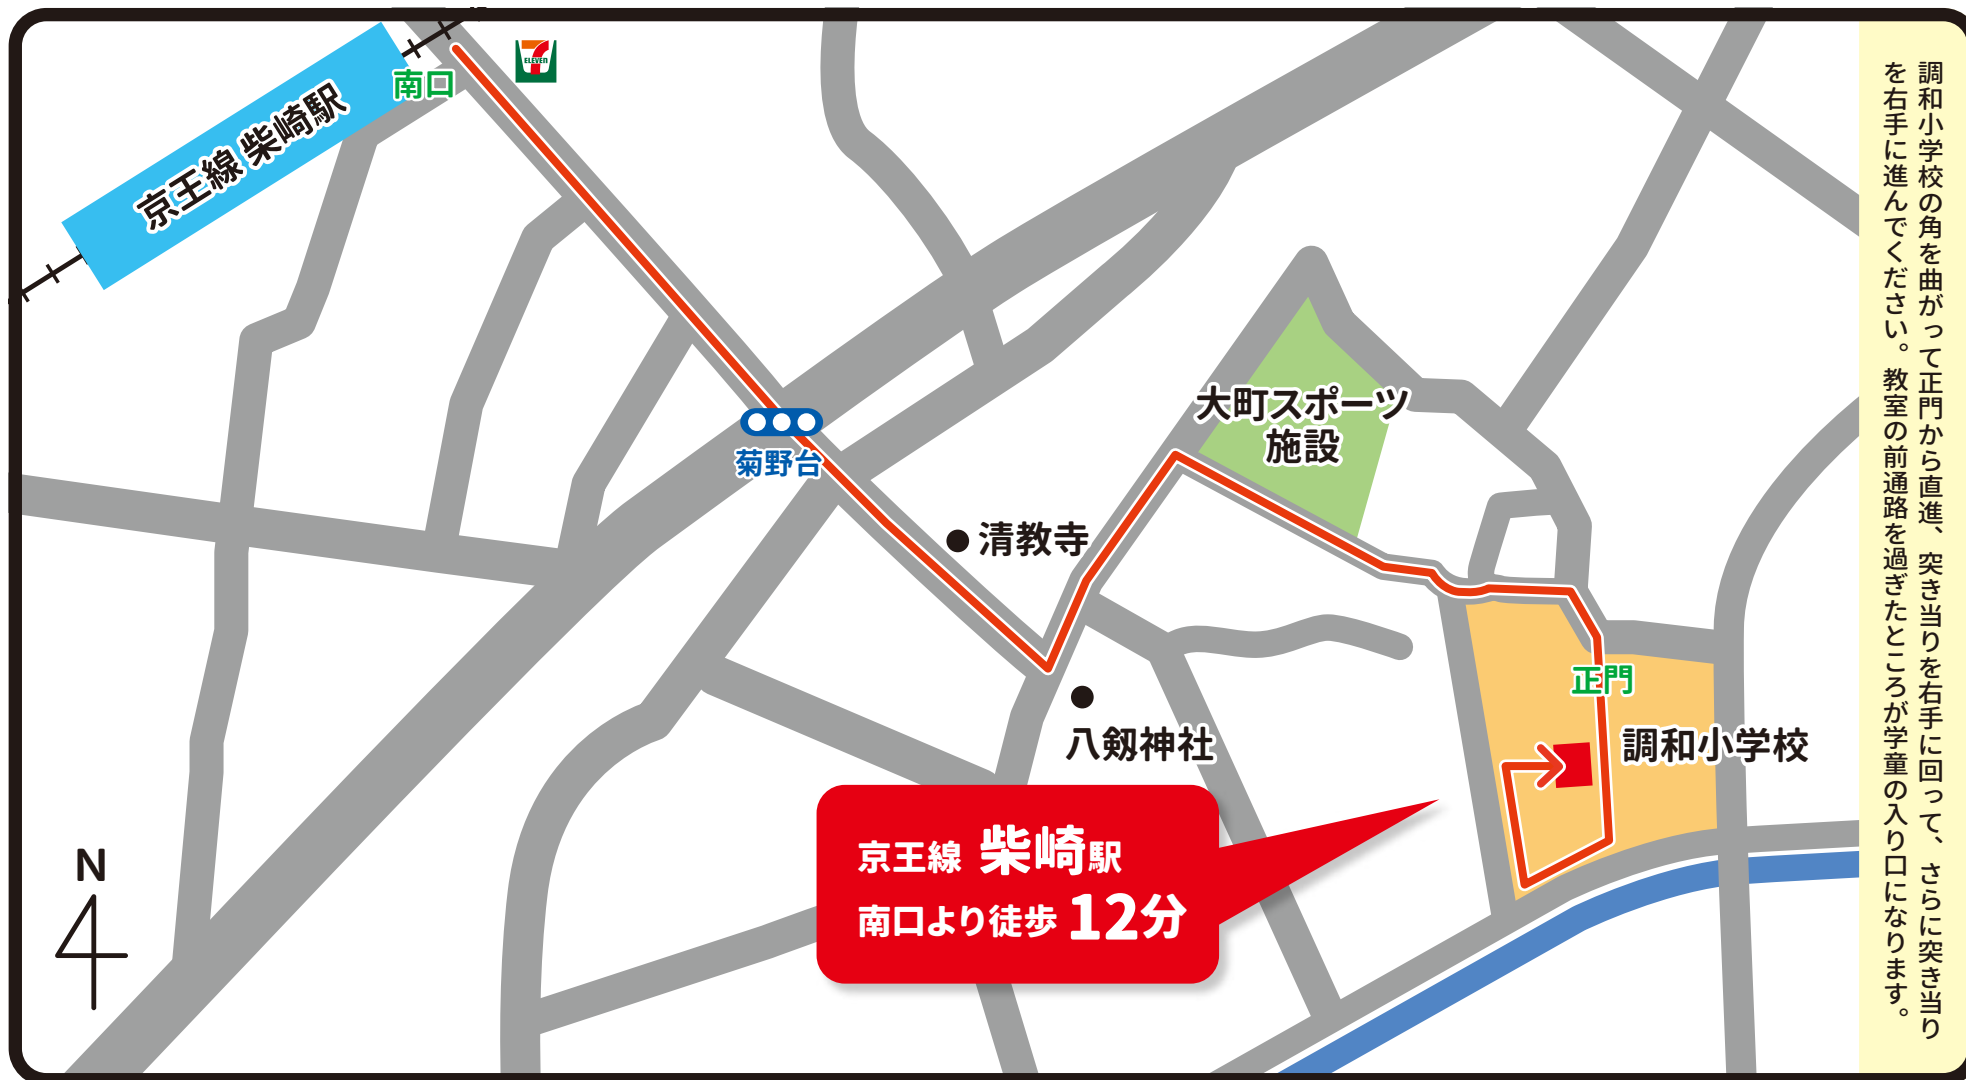 京王線 柴崎駅
南口
ELEVEN
菊野台
清教寺
八剱神社
大町スポーツ
施設
正門
調和小学校
京王線 柴崎駅
南口より徒歩 12分
N
調和小学校の角を曲がって正門から直進、突き当りを右手に回って、さらに突き当り
を右手に進んでください。教室の前通路を過ぎたところが学童の入り口になります。